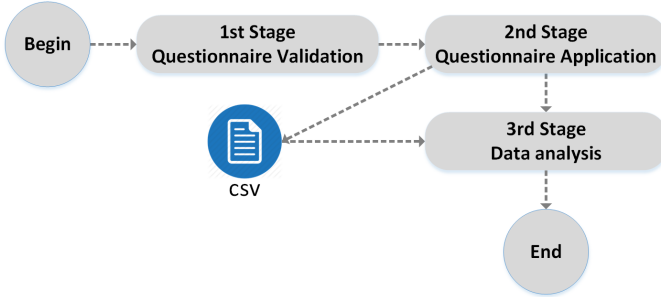 Begin
1st Stage
Questionnaire Validation
2nd Stage
Questionnaire Application
3rd Stage
Data analysis
CSV
End